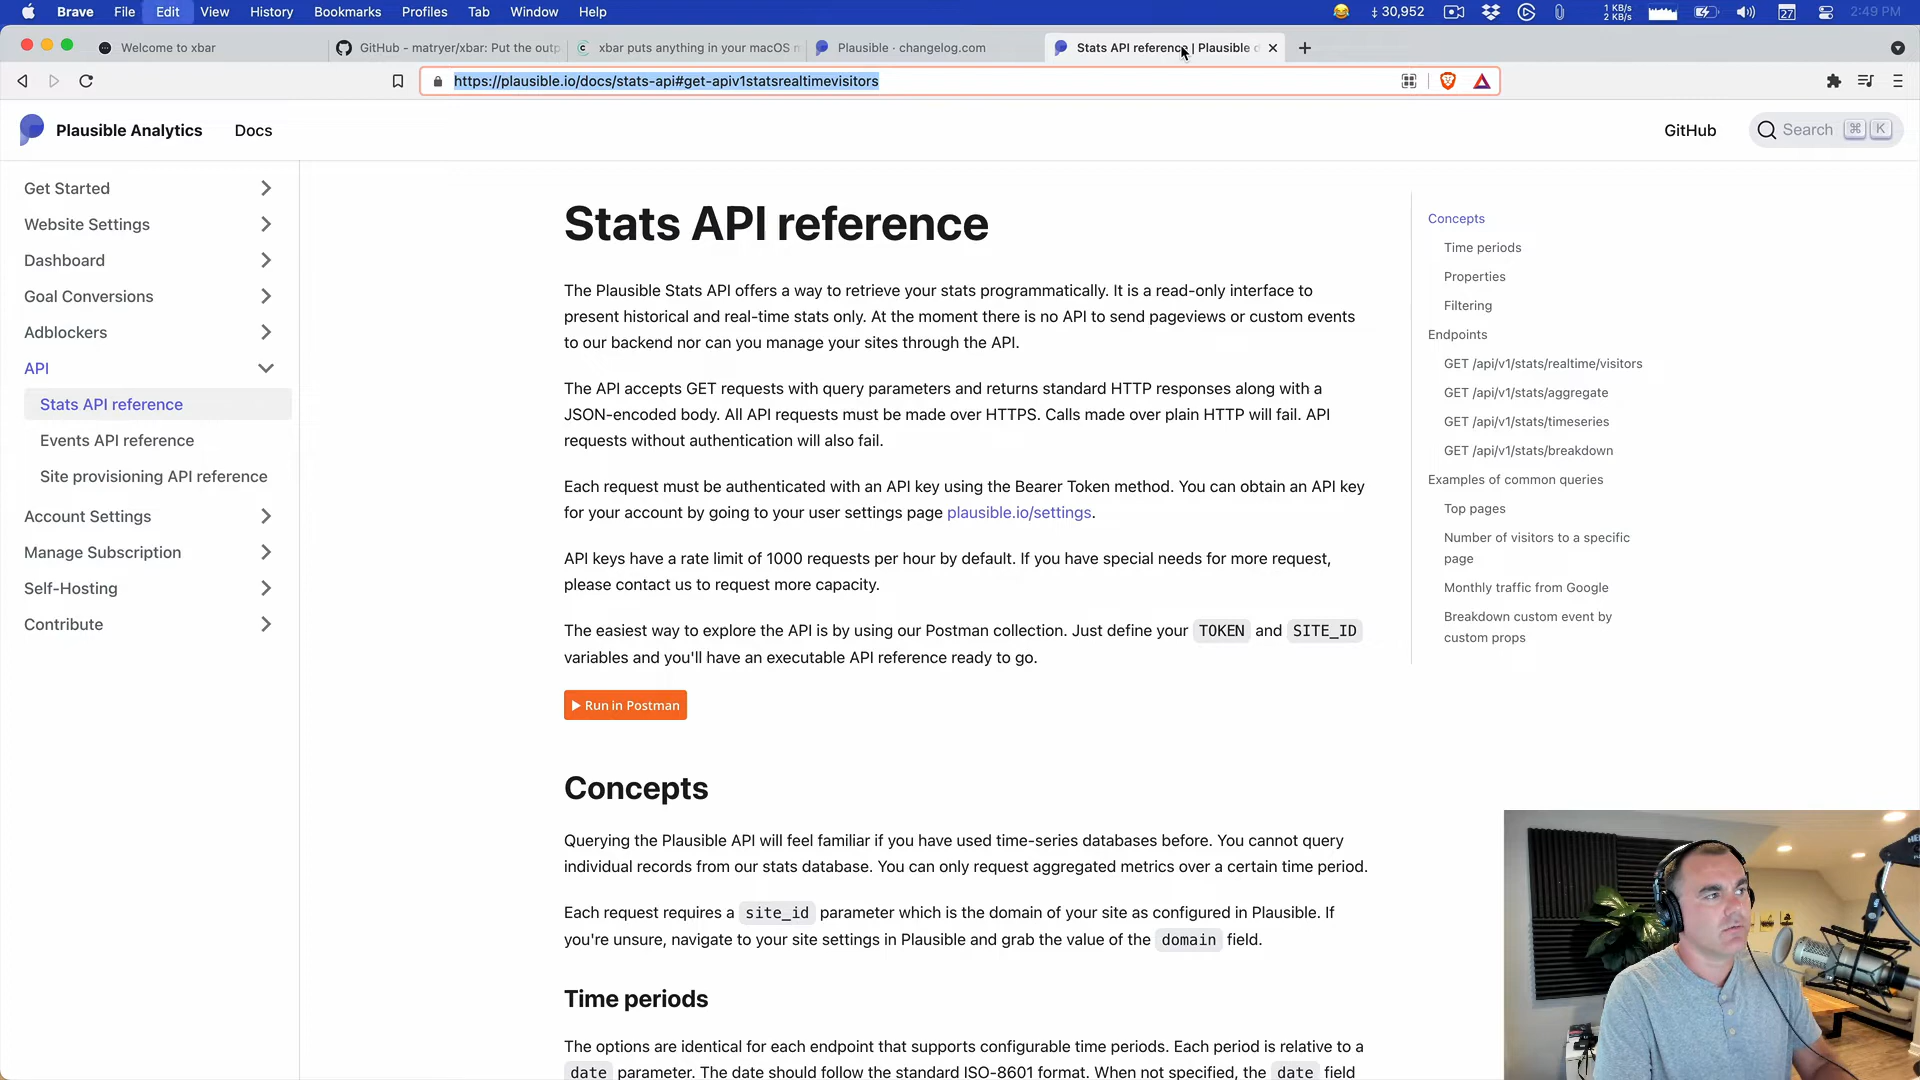 Brave File Edit View History Bookmarks Profiles Tab Window Help
30,952
1 KB/s
2 KB/s
27
2:49 PM
Welcome to xbar
GitHub - matryer/xbar: Put the outp
xbar puts anything in your macOS
Plausible · changelog.com
Stats API reference | Plausible
https://plausible.io/docs/stats-api#get-apiv1statsrealtimevisitors
Plausible Analytics
Docs
GitHub
Search ⌘ K
Get Started
Website Settings
Dashboard
Goal Conversions
Adblockers
API
Stats API reference
Events API reference
Site provisioning API reference
Account Settings
Manage Subscription
Self-Hosting
Contribute
Stats API reference
The Plausible Stats API offers a way to retrieve your stats programmatically. It is a read-only interface to
present historical and real-time stats only. At the moment there is no API to send pageviews or custom events
to our backend nor can you manage your sites through the API.
The API accepts GET requests with query parameters and returns standard HTTP responses along with a
JSON-encoded body. All API requests must be made over HTTPS. Calls made over plain HTTP will fail. API
requests without authentication will also fail.
Each request must be authenticated with an API key using the Bearer Token method. You can obtain an API key
for your account by going to your user settings page plausible.io/settings.
API keys have a rate limit of 1000 requests per hour by default. If you have special needs for more request,
please contact us to request more capacity.
The easiest way to explore the API is by using our Postman collection. Just define your TOKEN and SITE_ID
variables and you'll have an executable API reference ready to go.
Run in Postman
Concepts
Querying the Plausible API will feel familiar if you have used time-series databases before. You cannot query
individual records from our stats database. You can only request aggregated metrics over a certain time period.
Each request requires a site_id parameter which is the domain of your site as configured in Plausible. If
you're unsure, navigate to your site settings in Plausible and grab the value of the domain field.
Time periods
The options are identical for each endpoint that supports configurable time periods. Each period is relative to a
date parameter. The date should follow the standard ISO-8601 format. When not specified, the date field
Concepts
Time periods
Properties
Filtering
Endpoints
GET /api/v1/stats/realtime/visitors
GET /api/v1/stats/aggregate
GET /api/v1/stats/timeseries
GET /api/v1/stats/breakdown
Examples of common queries
Top pages
Number of visitors to a specific
page
Monthly traffic from Google
Breakdown custom event by
custom props